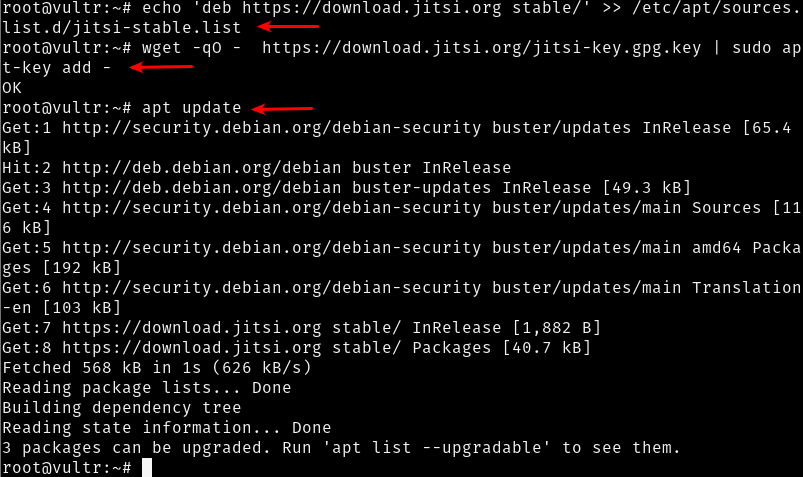 root@vultr:~# echo 'deb https://download.jitsi.org stable/' >> /etc/apt/sources.
list.d/jitsi-stable.list
root@vultr:~# wget -qO -  https://download.jitsi.org/jitsi-key.gpg.key | sudo ap
t-key add -
OK
root@vultr:~# apt update
Get:1 http://security.debian.org/debian-security buster/updates InRelease [65.4 
kB]
Hit:2 http://deb.debian.org/debian buster InRelease
Get:3 http://deb.debian.org/debian buster-updates InRelease [49.3 kB]
Get:4 http://security.debian.org/debian-security buster/updates/main Sources [11
6 kB]
Get:5 http://security.debian.org/debian-security buster/updates/main amd64 Packa
ges [192 kB]
Get:6 http://security.debian.org/debian-security buster/updates/main Translation
-en [103 kB]
Get:7 https://download.jitsi.org stable/ InRelease [1,882 B]
Get:8 https://download.jitsi.org stable/ Packages [40.7 kB]
Fetched 568 kB in 1s (626 kB/s)
Reading package lists... Done
Building dependency tree
Reading state information... Done
3 packages can be upgraded. Run 'apt list --upgradable' to see them.
root@vultr:~#